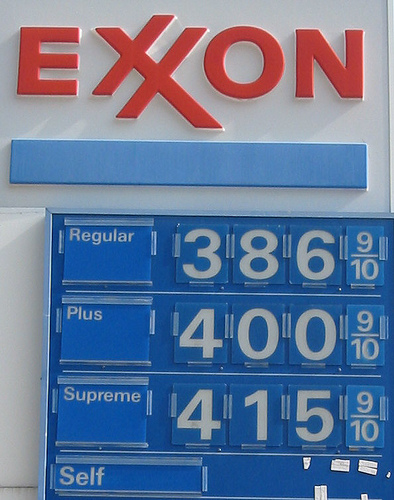 EXXON
Regular 386 9/10
Plus 400 9/10
Supreme 415 9/10
Self